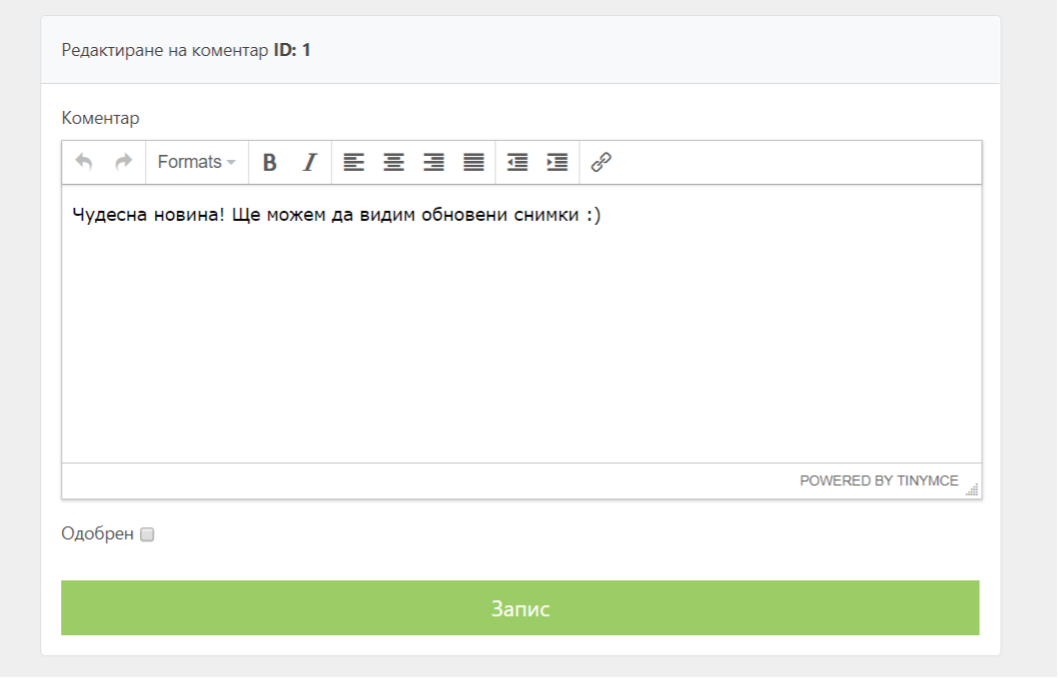 Редактиране на коментар ID: 1
Коментар
Formats
B I
Чудесна новина! Ще можем да видим обновени снимки :)
POWERED BY TINYMCE
Одобрен
Запис